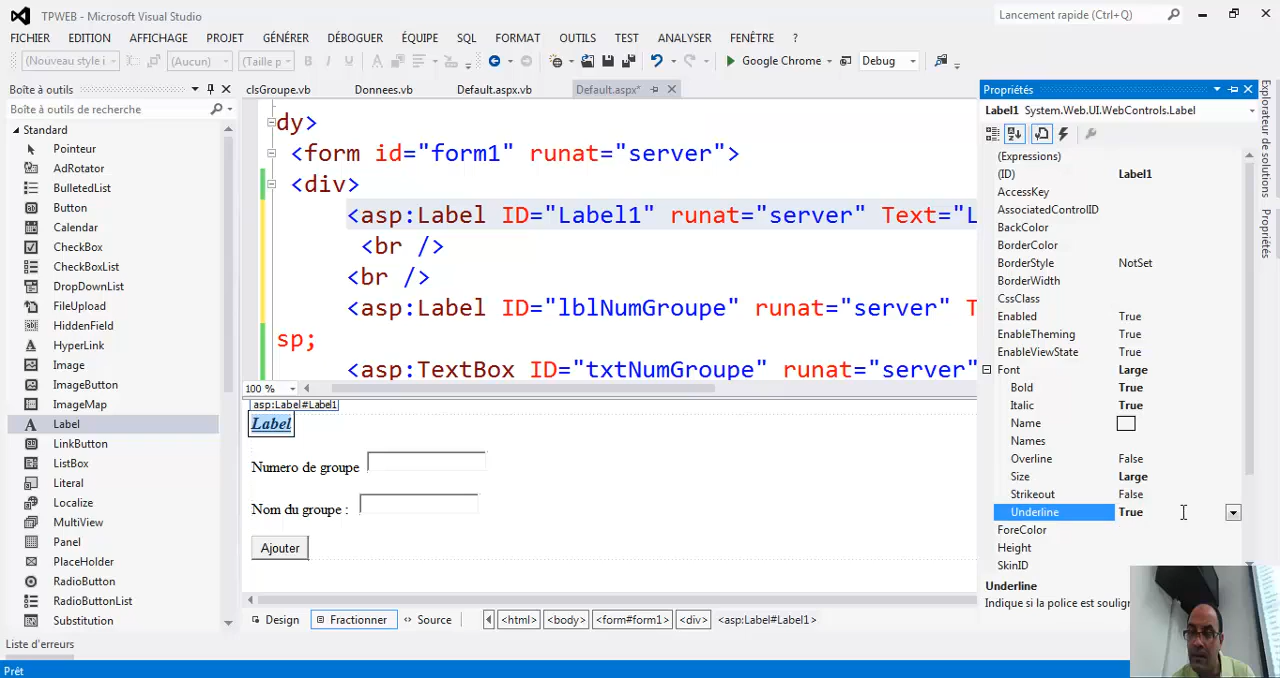 TPWEB - Microsoft Visual Studio
Lancement rapide (Ctrl+Q)
FICHIER EDITION AFFICHAGE PROJET GÉNÉRER DÉBOGUER ÉQUIPE SQL FORMAT OUTILS TEST ANALYSER FENÊTRE ?
(Nouveau style i (Aucun) (Taille p B I U A Google Chrome Debug
Boîte à outils
Boîte à outils de recherche
Standard
Pointeur
AdRotator
BulletedList
Button
Calendar
CheckBox
CheckBoxList
DropDownList
FileUpload
HiddenField
HyperLink
Image
ImageButton
ImageMap
A Label
LinkButton
ListBox
Literal
Localize
MultiView
Panel
PlaceHolder
RadioButton
RadioButtonList
Substitution
Liste d'erreurs
Prêt
clsGroupe.vb Donnees.vb Default.aspx.vb Default.aspx*
dy>
<form id="form1" runat="server">
<div>
<asp:Label ID="Label1" runat="server" Text="L
<br />
<br />
<asp:Label ID="lblNumGroupe" runat="server" T
sp;
<asp:TextBox ID="txtNumGroupe" runat="server"
100 %
asp:Label#Label1
Label
Numero de groupe
Nom du groupe :
Ajouter
Design Fractionner Source <html> <body> <form#form1> <div> <asp:Label#Label1>
Propriétés
Label1 System.Web.UI.WebControls.Label
(Expressions)
(ID) Label1
AccessKey
AssociatedControlID
BackColor
BorderColor
BorderStyle NotSet
BorderWidth
CssClass
Enabled True
EnableTheming True
EnableViewState True
Font Large
Bold True
Italic True
Name
Names
Overline False
Size Large
Strikeout False
Underline True
ForeColor
Height
SkinID
Underline
Indique si la police est soulign
Explorateur de solutions
Propriétés